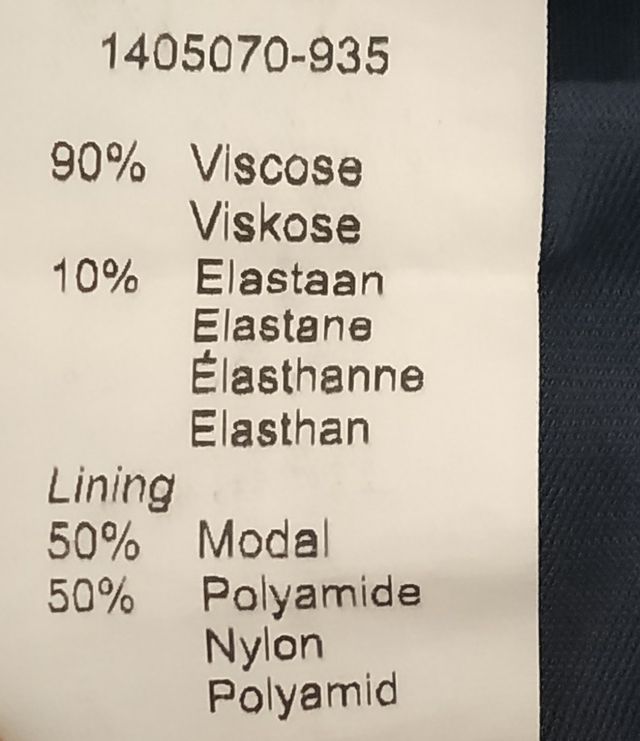 1405070-935
90% Viscose
Viskose
10% Elastaan
Elastane
Élasthanne
Elasthan
Lining
50% Modal
50% Polyamide
Nylon
Polyamid